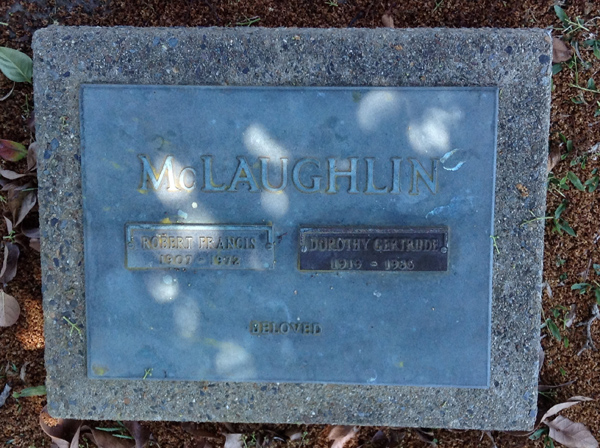 McLAUGHLIN
ROBERT FRANCIS
DOROTHY GERTRUDE
1907 - 1972
BELOVED